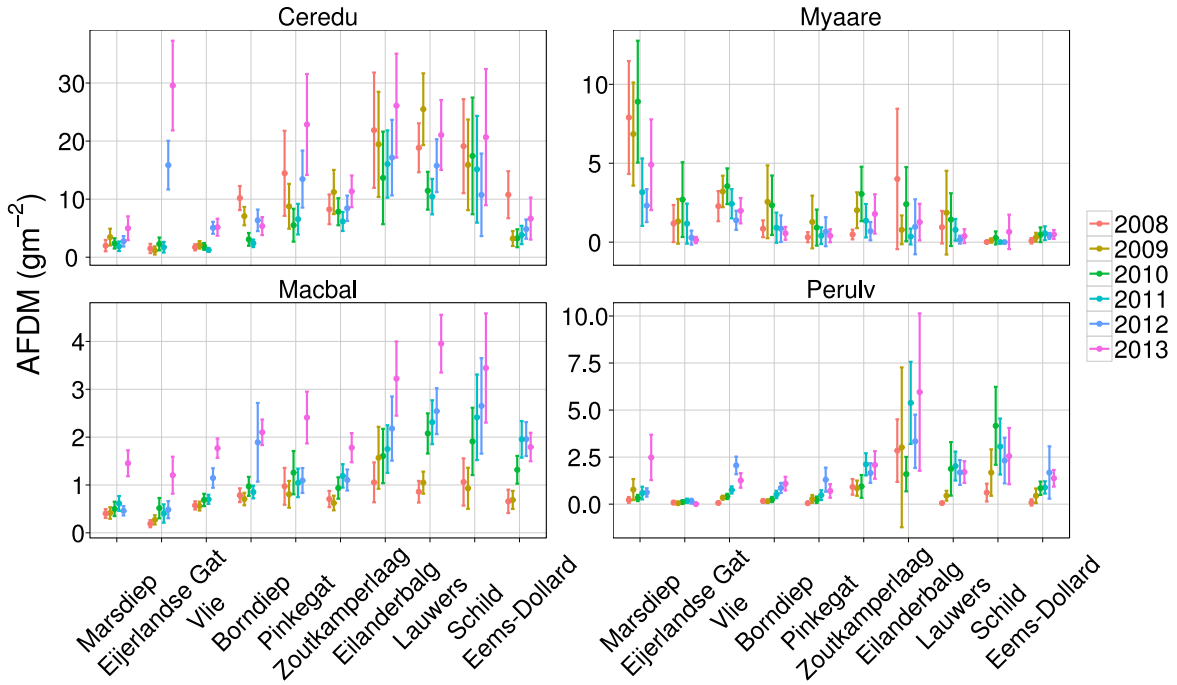 Ceredu
Myaare
30
20
10
0
10
5
0
AFDM (gm⁻²)
Macbal
Perulv
4
3
2
1
0
10.0
7.5
5.0
2.5
0.0
2008
2009
2010
2011
2012
2013
Marsdiep
Eijerlandse Gat
Vlie
Borndiep
Pinkegat
Zoutkamperlaag
Eilanderbalg
Lauwers
Schild
Eems-Dollard
Marsdiep
Eijerlandse Gat
Vlie
Borndiep
Pinkegat
Zoutkamperlaag
Eilanderbalg
Lauwers
Schild
Eems-Dollard